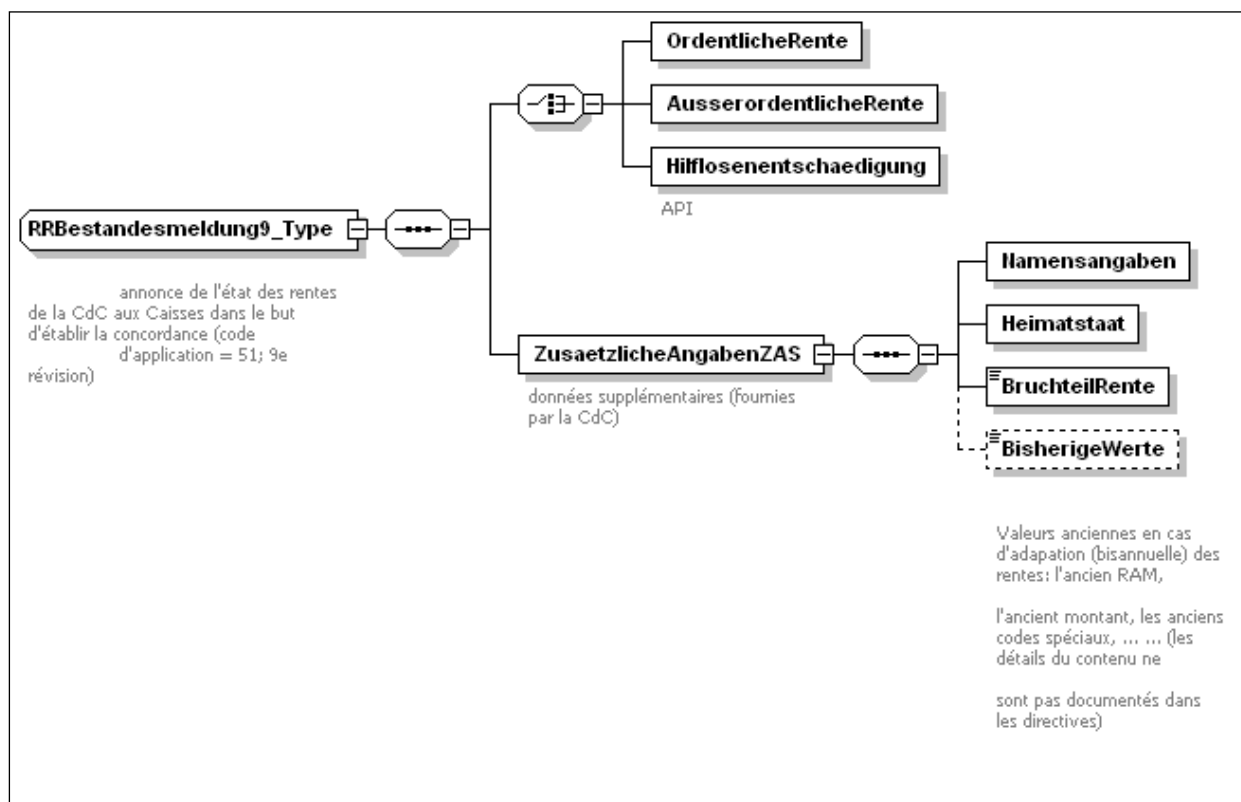 OrdentlicheRente
AusserordentlicheRente
Hilflosenentschaedigung
API
RRBestandesmeldung9_Type
annonce de l'état des rentes
de la CdC aux Caisses dans le but
d'établir la concordance (code
d'application = 51; 9e
révision)
ZusaetzlicheAngabenZAS
données supplémentaires (fournies
par la CdC)
Namensangaben
Heimatstaat
BruchteilRente
BisherigeWerte
Valeurs anciennes en cas
d'adapation (bisannuelle) des
rentes: l'ancien RAM,
l'ancient montant, les anciens
codes spéciaux, ... ... (les
détails du contenu ne
sont pas documentés dans
les directives)